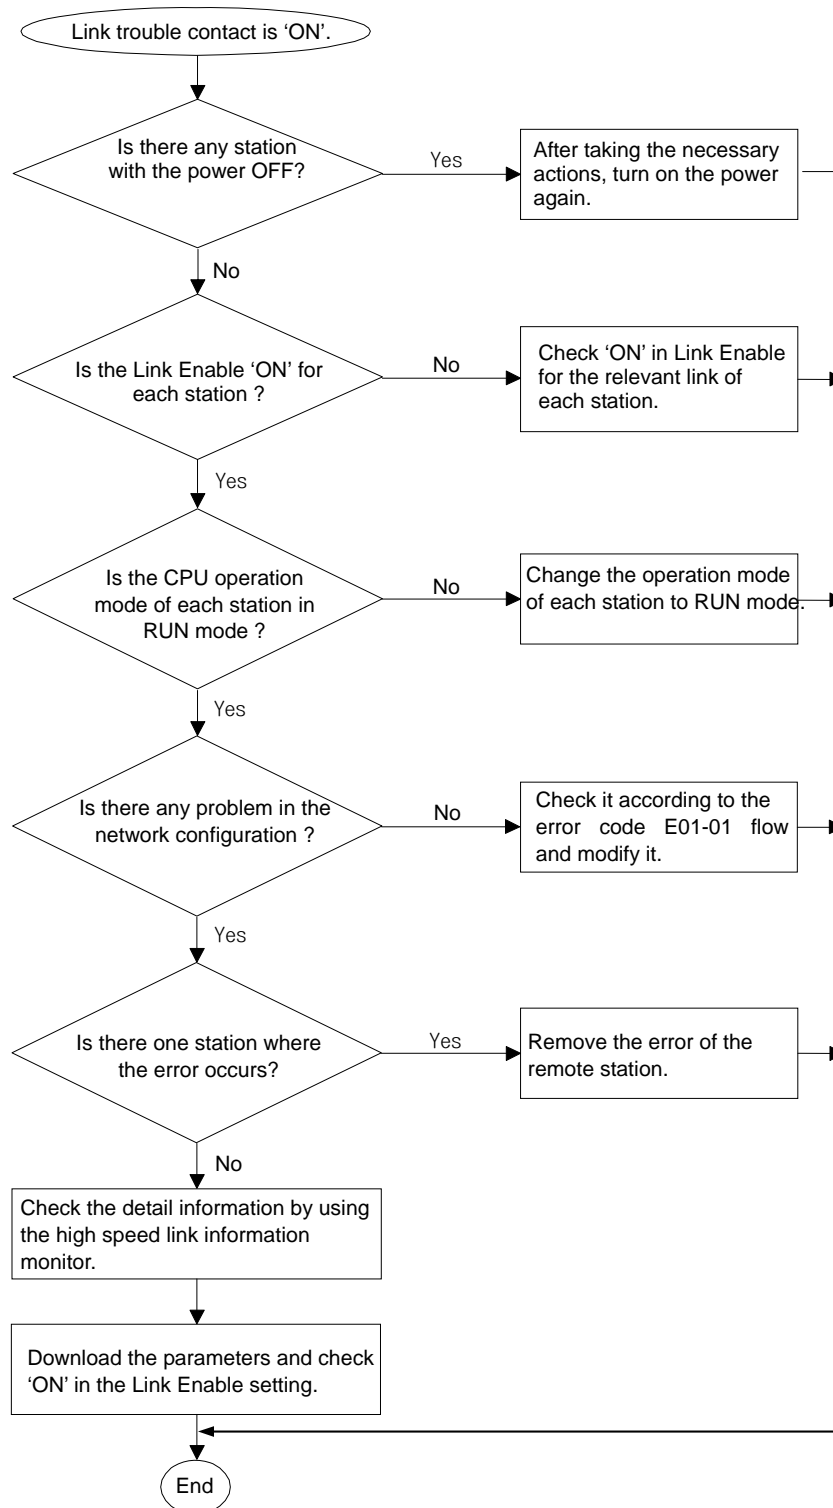 Link trouble contact is ‘ON’.
Is there any station
with the power OFF?
Yes
After taking the necessary
actions, turn on the power
again.
No
Is the Link Enable ‘ON’ for
each station ?
No
Check ‘ON’ in Link Enable
for the relevant link of
each station.
Yes
Is the CPU operation
mode of each station in
RUN mode ?
No
Change the operation mode
of each station to RUN mode.
Yes
Is there any problem in the
network configuration ?
No
Check it according to the
error code E01-01 flow
and modify it.
Yes
Is there one station where
the error occurs?
Yes
Remove the error of the
remote station.
No
Check the detail information by using
the high speed link information
monitor.
Download the parameters and check
‘ON’ in the Link Enable setting.
End